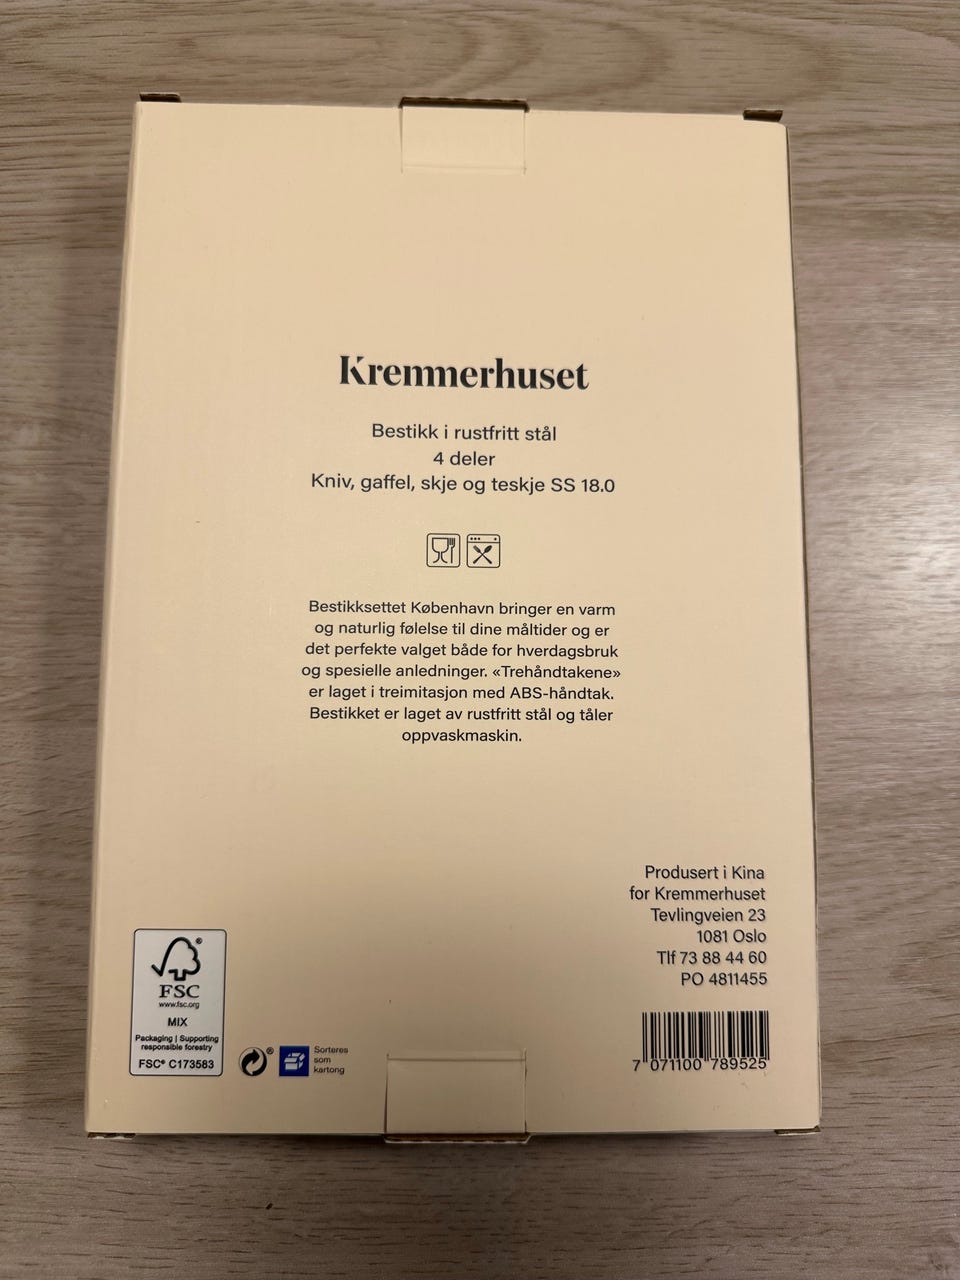 Kremmerhuset
Bestikk i rustfritt stål
4 deler
Kniv, gaffel, skje og teskje SS 18.0
Bestikksettet København bringer en varm
og naturlig følelse til dine måltider og er
det perfekte valget både for hverdagsbruk
og spesielle anledninger. «Trehåndtakene»
er laget i treimitasjon med ABS-håndtak.
Bestikket er laget av rustfritt stål og tåler
oppvaskmaskin.
Produsert i Kina
for Kremmerhuset
Tevlingveien 23
1081 Oslo
Tlf 73 88 44 60
PO 4811455
7 071100 789525
®
FSC
www.fsc.org
MIX
Packaging | Supporting
responsible forestry
FSC® C173583
®
Sorteres
som
kartong